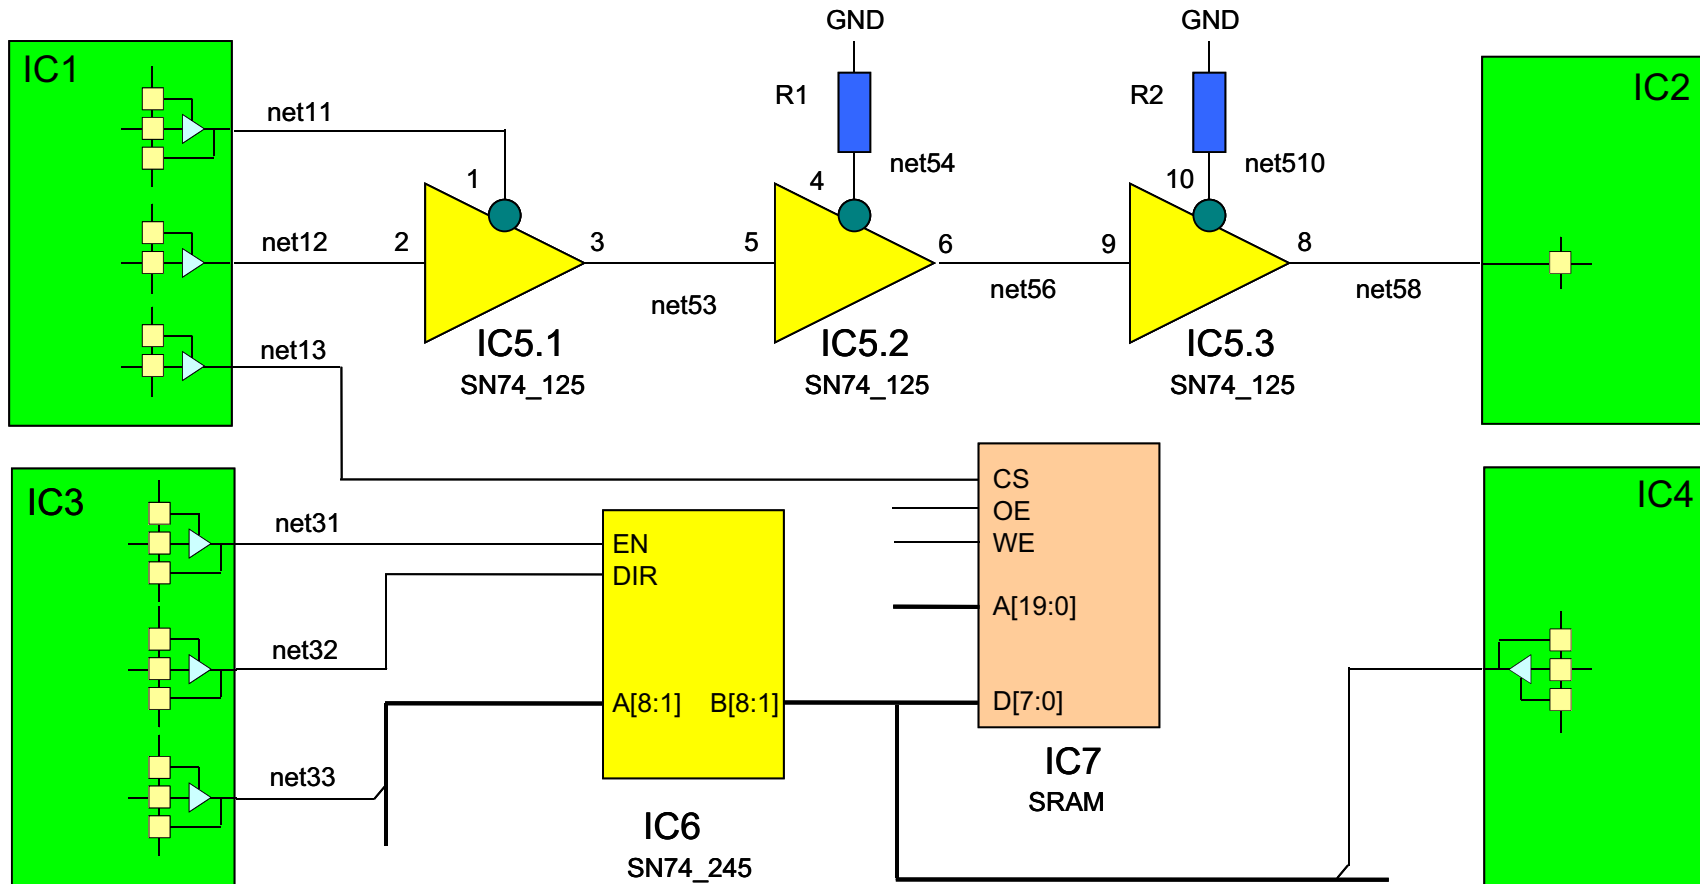 GND
GND
IC1
IC2
R1
R2
net11
net54
net510
1
4
10
net12
2
3
5
6
9
8
net53
net56
net58
IC5.1
IC5.2
IC5.3
net13
SN74_125
SN74_125
SN74_125
IC3
IC4
CS
OE
net31
WE
EN
DIR
A[19:0]
net32
A[8:1]
B[8:1]
D[7:0]
net33
IC7
SRAM
IC6
SN74_245